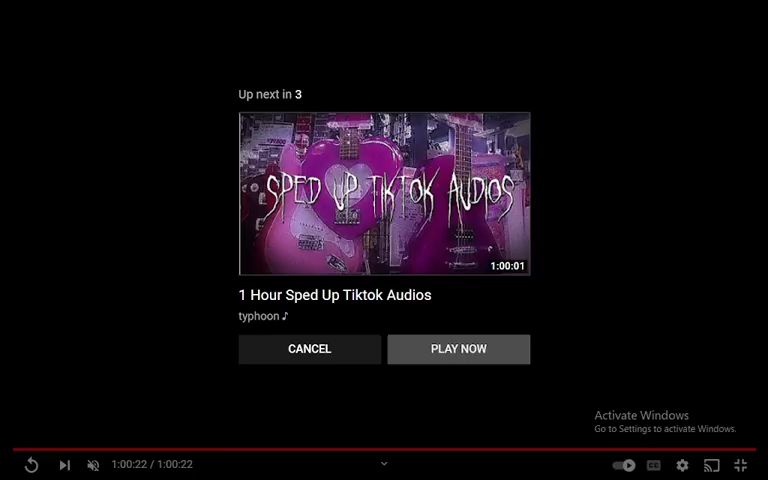 Up next in 3
SPED UP TIKTOK AUDIOS
1:00:01
1 Hour Sped Up Tiktok Audios
typhoon ♪
CANCEL
PLAY NOW
Activate Windows
Go to Settings to activate Windows.
1:00:22 / 1:00:22
CC